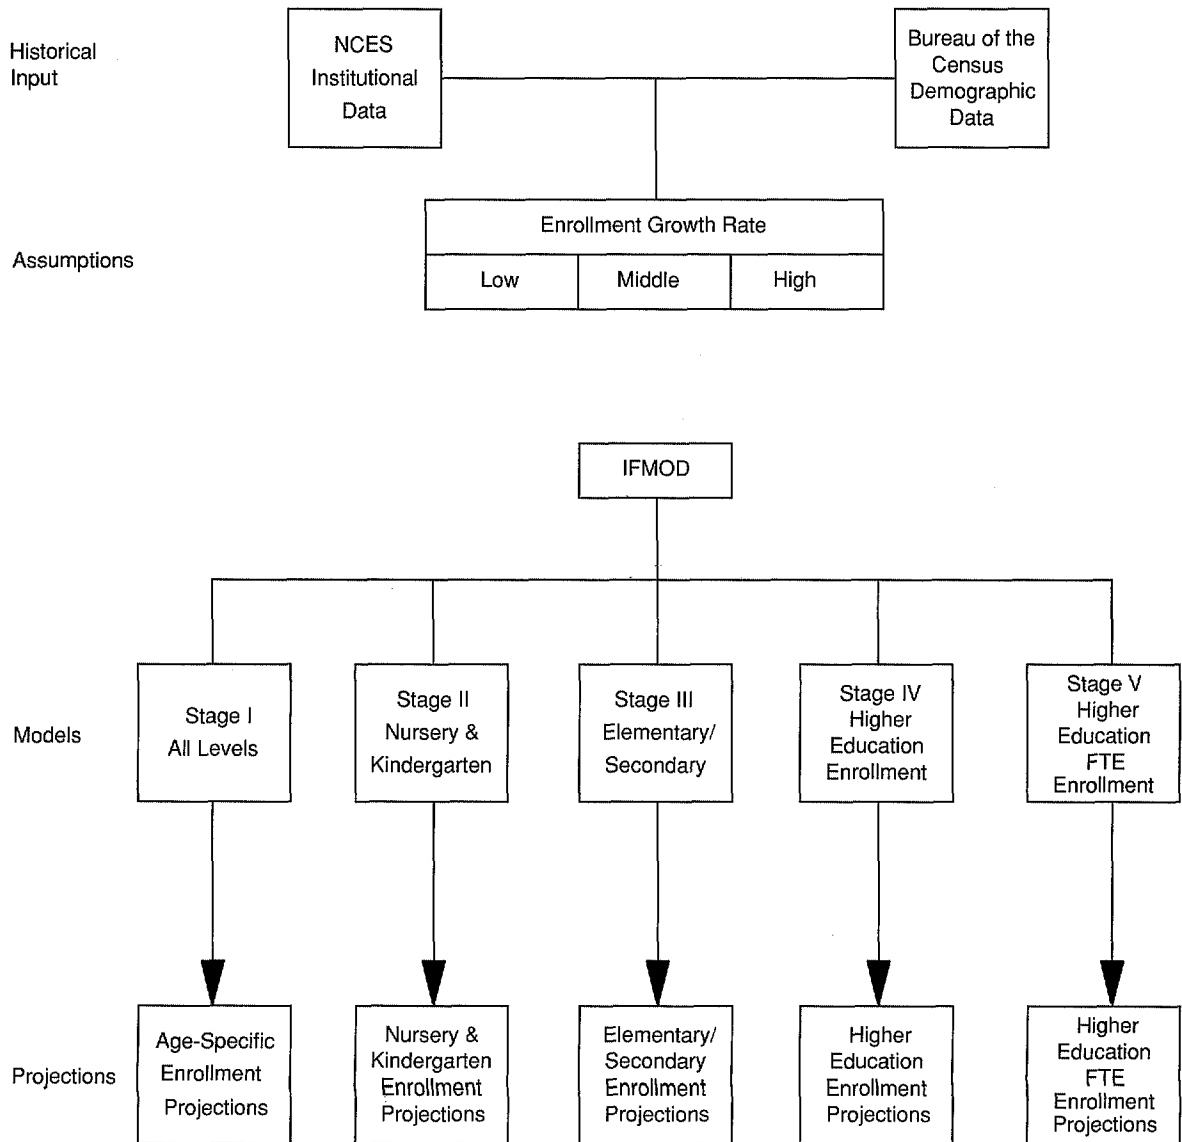 Historical
Input
NCES
Institutional
Data
Bureau of the
Census
Demographic
Data
Assumptions
Enrollment Growth Rate
Low
Middle
High
IFMOD
Models
Stage I
All Levels
Stage II
Nursery &
Kindergarten
Stage III
Elementary/
Secondary
Stage IV
Higher
Education
Enrollment
Stage V
Higher
Education
FTE
Enrollment
Projections
Age-Specific
Enrollment
Projections
Nursery &
Kindergarten
Enrollment
Projections
Elementary/
Secondary
Enrollment
Projections
Higher
Education
Enrollment
Projections
Higher
Education
FTE
Enrollment
Projections